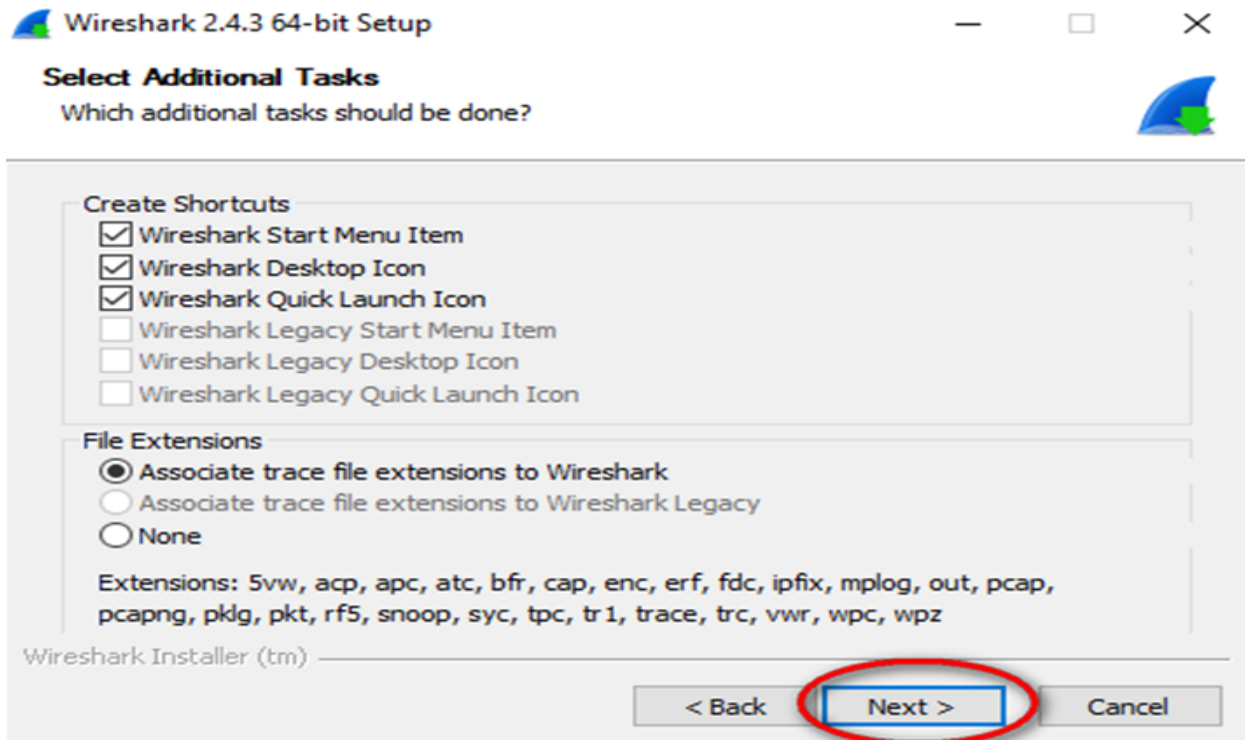 Wireshark 2.4.3 64-bit Setup
Select Additional Tasks
Which additional tasks should be done?
Create Shortcuts
Wireshark Start Menu Item
Wireshark Desktop Icon
Wireshark Quick Launch Icon
Wireshark Legacy Start Menu Item
Wireshark Legacy Desktop Icon
Wireshark Legacy Quick Launch Icon
File Extensions
Associate trace file extensions to Wireshark
Associate trace file extensions to Wireshark Legacy
None
Extensions: 5vw, acp, apc, atc, bfr, cap, enc, erf, fdc, ipfix, mplog, out, pcap,
pcapng, pklg, pkt, rf5, snoop, syc, tpc, tr1, trace, trc, vwr, wpc, wpz
Wireshark Installer (tm)
< Back Next > Cancel